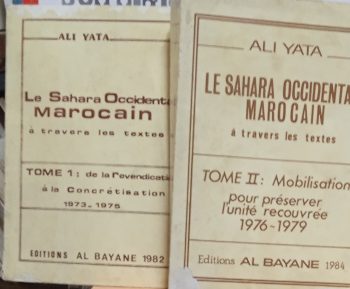 ALI YATA
Le Sahara Occidenta
Marocain
à travers les textes
TOME 1: de la revendicati
à la Concrétisation
1973-1975
EDITIONS AL BAYANE 1982
ALI YATA
LE SAHARA OCCIDENTAL
MAROCAIN
à travers les textes
TOME II: Mobilisation
pour préserver
l'unité recouvrée
1976-1979
Editions AL BAYANE 1984